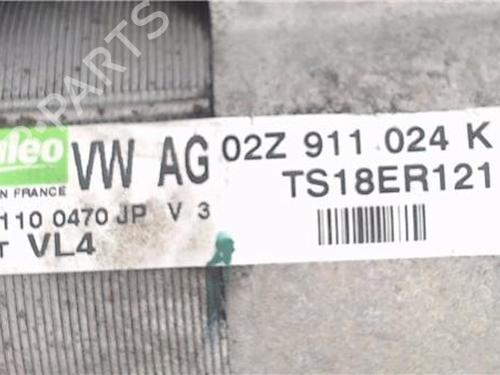 PARTS
Valeo
VW AG
02Z 911 024 K
TS18ER121
N FRANCE
110 0470 JP V 3
T VL4